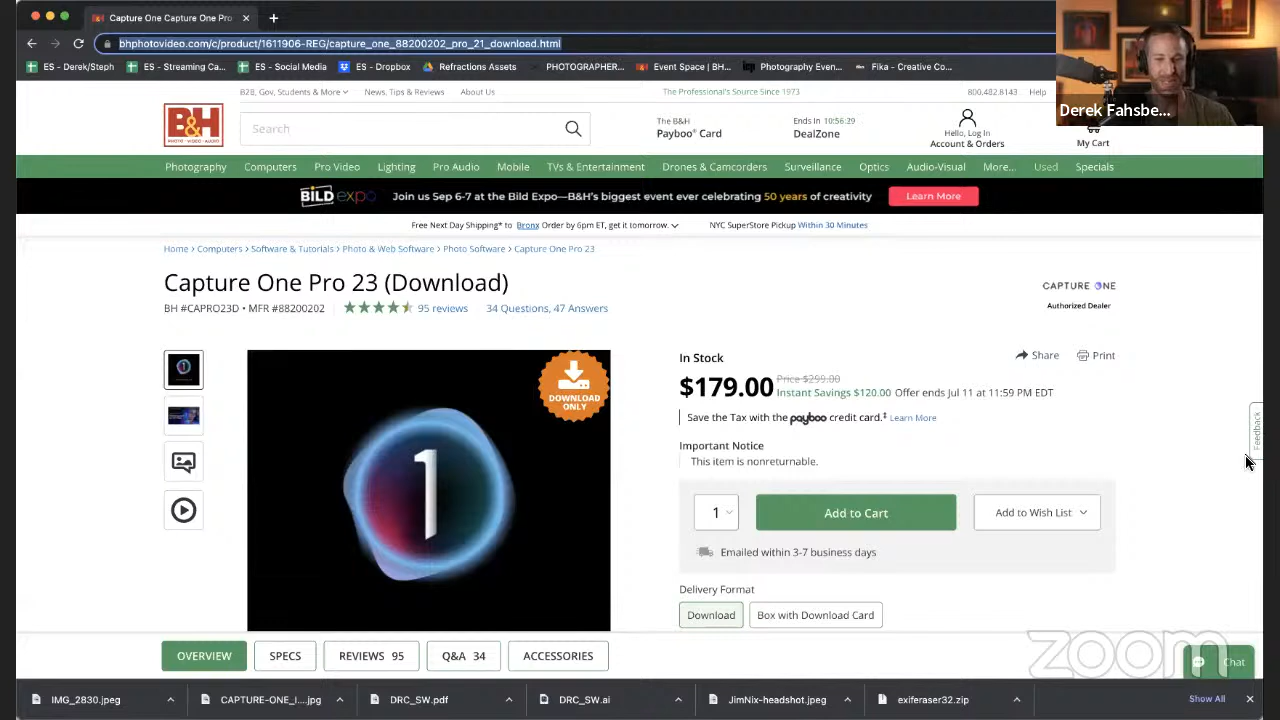 Capture One Capture One Pro
bhphotovideo.com/c/product/1611906-REG/capture_one_88200202_pro_21_download.html
ES - Derek/Steph
ES - Streaming Ca...
ES - Social Media
ES - Dropbox
Refractions Assets
PHOTOGRAPHER...
Event Space | BH...
Photography Even...
Fika - Creative Co...
Derek Fahsbe...
B2B, Gov, Students & More
News, Tips & Reviews
About Us
The Professional's Source Since 1973
800.482.8143
Help
B&H
PHOTO · VIDEO · AUDIO
Search
The B&H
Payboo® Card
Ends In 10:56:29
DealZone
Hello, Log In
Account & Orders
My Cart
Photography
Computers
Pro Video
Lighting
Pro Audio
Mobile
TVs & Entertainment
Drones & Camcorders
Surveillance
Optics
Audio-Visual
More...
Used
Specials
BILD expo
Join us Sep 6-7 at the Bild Expo—B&H's biggest event ever celebrating 50 years of creativity
Learn More
Free Next Day Shipping* to Bronx Order by 6pm ET, get it tomorrow.
NYC SuperStore Pickup Within 30 Minutes
Home › Computers › Software & Tutorials › Photo & Web Software › Photo Software › Capture One Pro 23
Capture One Pro 23 (Download)
CAPTURE ONE
Authorized Dealer
BH #CAPRO23D • MFR #88200202
95 reviews
34 Questions, 47 Answers
1
DOWNLOAD
ONLY
In Stock
Share
Print
$179.00
Price $299.00
Instant Savings $120.00 Offer ends Jul 11 at 11:59 PM EDT
Save the Tax with the payboo credit card.‡ Learn More
Important Notice
This item is nonreturnable.
1
Add to Cart
Add to Wish List
Emailed within 3-7 business days
Delivery Format
Download
Box with Download Card
Feedback
OVERVIEW
SPECS
REVIEWS 95
Q&A 34
ACCESSORIES
zoom
Chat
IMG_2830.jpeg
CAPTURE-ONE_I....jpg
DRC_SW.pdf
DRC_SW.ai
JimNix-headshot.jpeg
exiferaser32.zip
Show All